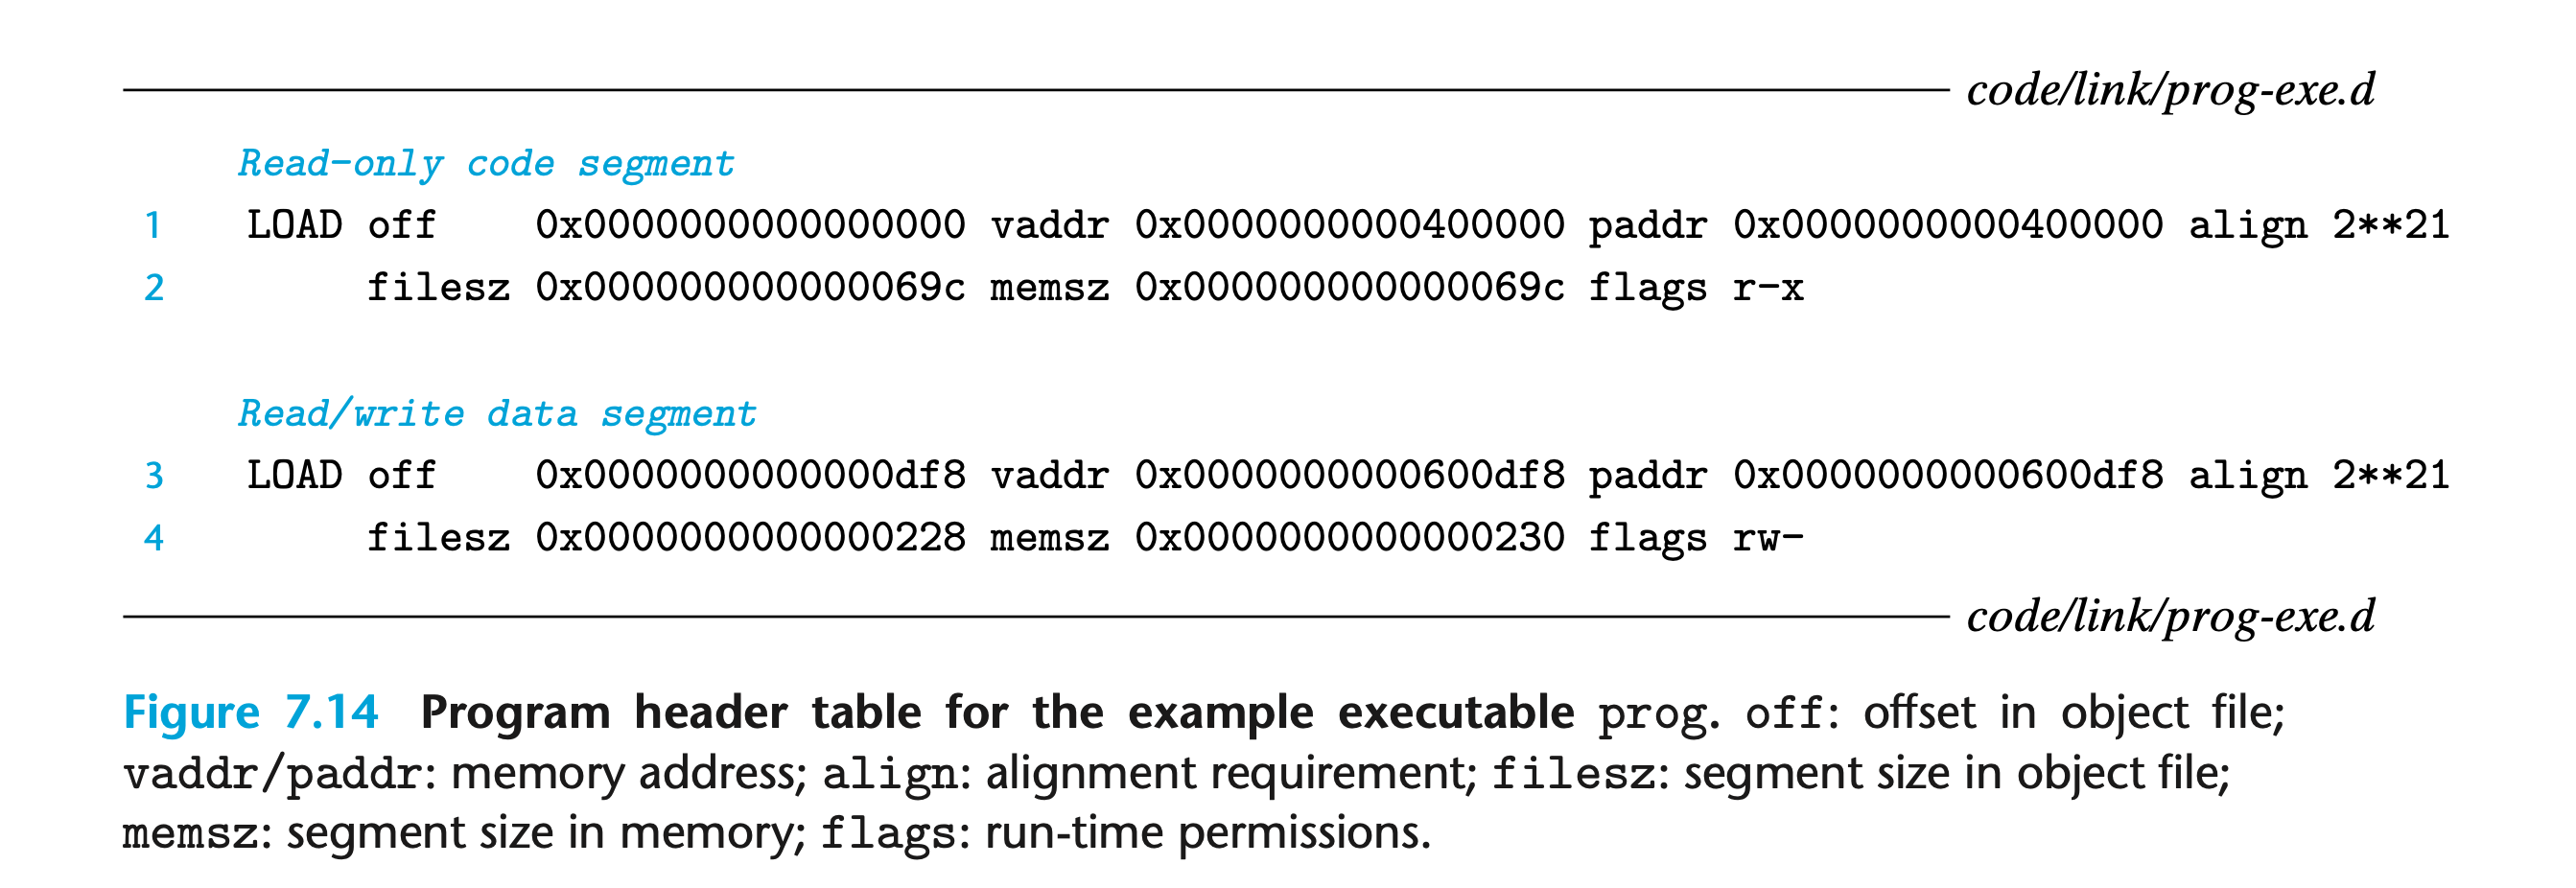 code/link/prog-exe.d
Read-only code segment
1 LOAD off 0x0000000000000000 vaddr 0x0000000000400000 paddr 0x0000000000400000 align 2**21
2 filesz 0x000000000000069c memsz 0x000000000000069c flags r-x
Read/write data segment
3 LOAD off 0x0000000000000df8 vaddr 0x0000000000600df8 paddr 0x0000000000600df8 align 2**21
4 filesz 0x0000000000000228 memsz 0x0000000000000230 flags rw-
code/link/prog-exe.d
Figure 7.14 Program header table for the example executable prog. off: offset in object file;
vaddr/paddr: memory address; align: alignment requirement; filesz: segment size in object file;
memsz: segment size in memory; flags: run-time permissions.